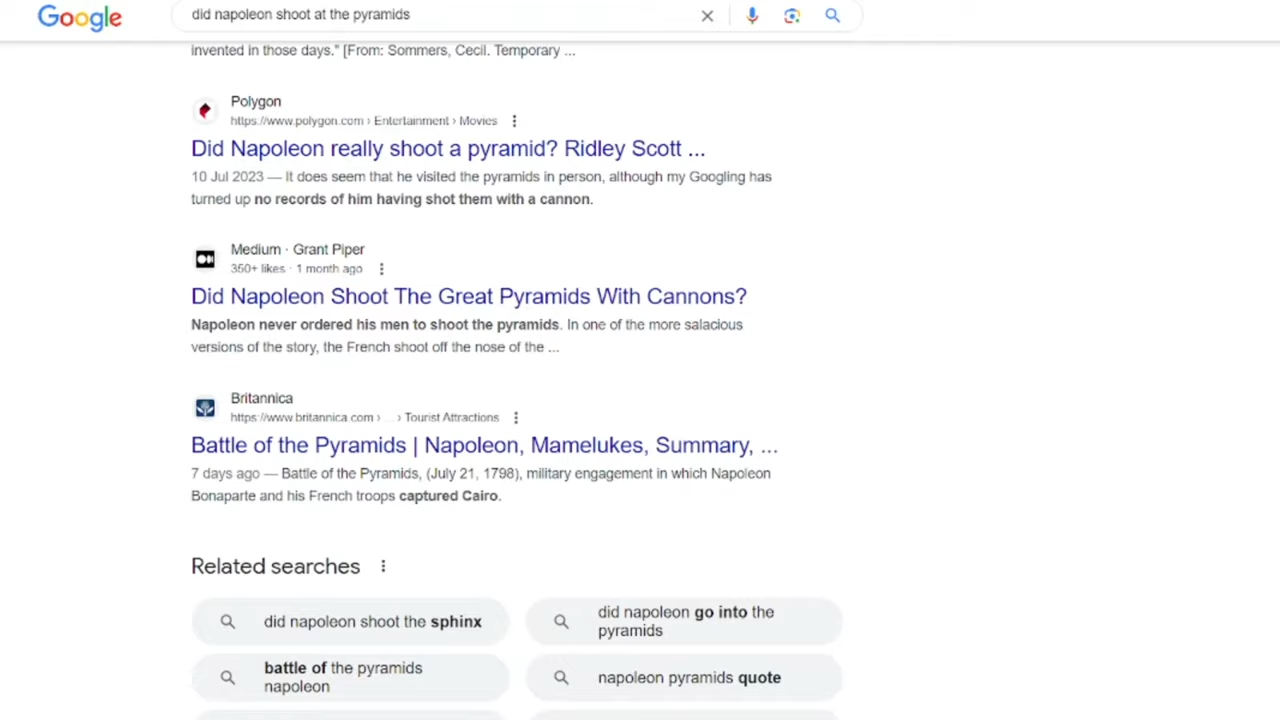 Google
did napoleon shoot at the pyramids
invented in those days." [From: Sommers, Cecil. Temporary ...
Polygon
https://www.polygon.com › Entertainment › Movies
Did Napoleon really shoot a pyramid? Ridley Scott ...
10 Jul 2023 — It does seem that he visited the pyramids in person, although my Googling has
turned up no records of him having shot them with a cannon.
Medium · Grant Piper
350+ likes · 1 month ago
Did Napoleon Shoot The Great Pyramids With Cannons?
Napoleon never ordered his men to shoot the pyramids. In one of the more salacious
versions of the story, the French shoot off the nose of the ...
Britannica
https://www.britannica.com › ... › Tourist Attractions
Battle of the Pyramids | Napoleon, Mamelukes, Summary, ...
7 days ago — Battle of the Pyramids, (July 21, 1798), military engagement in which Napoleon
Bonaparte and his French troops captured Cairo.
Related searches
did napoleon shoot the sphinx
did napoleon go into the
pyramids
battle of the pyramids
napoleon
napoleon pyramids quote